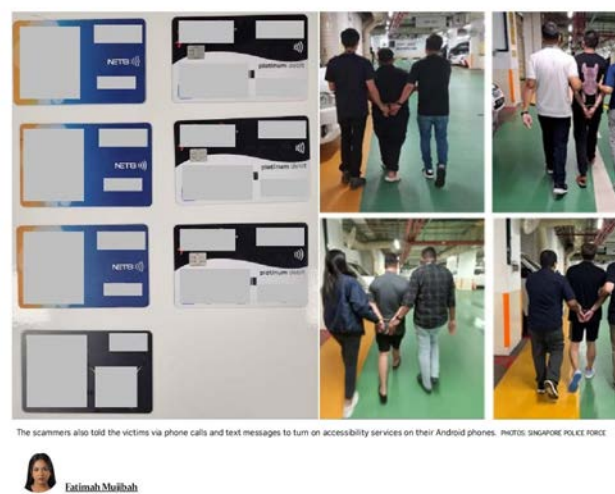 NETS
platinum debit
NETS
platinum debit
NETS
platinum debit
The scammers also told the victims via phone calls and text messages to turn on accessibility services on their Android phones. PHOTOS: SINGAPORE POLICE FORCE
Fatimah Mujibah